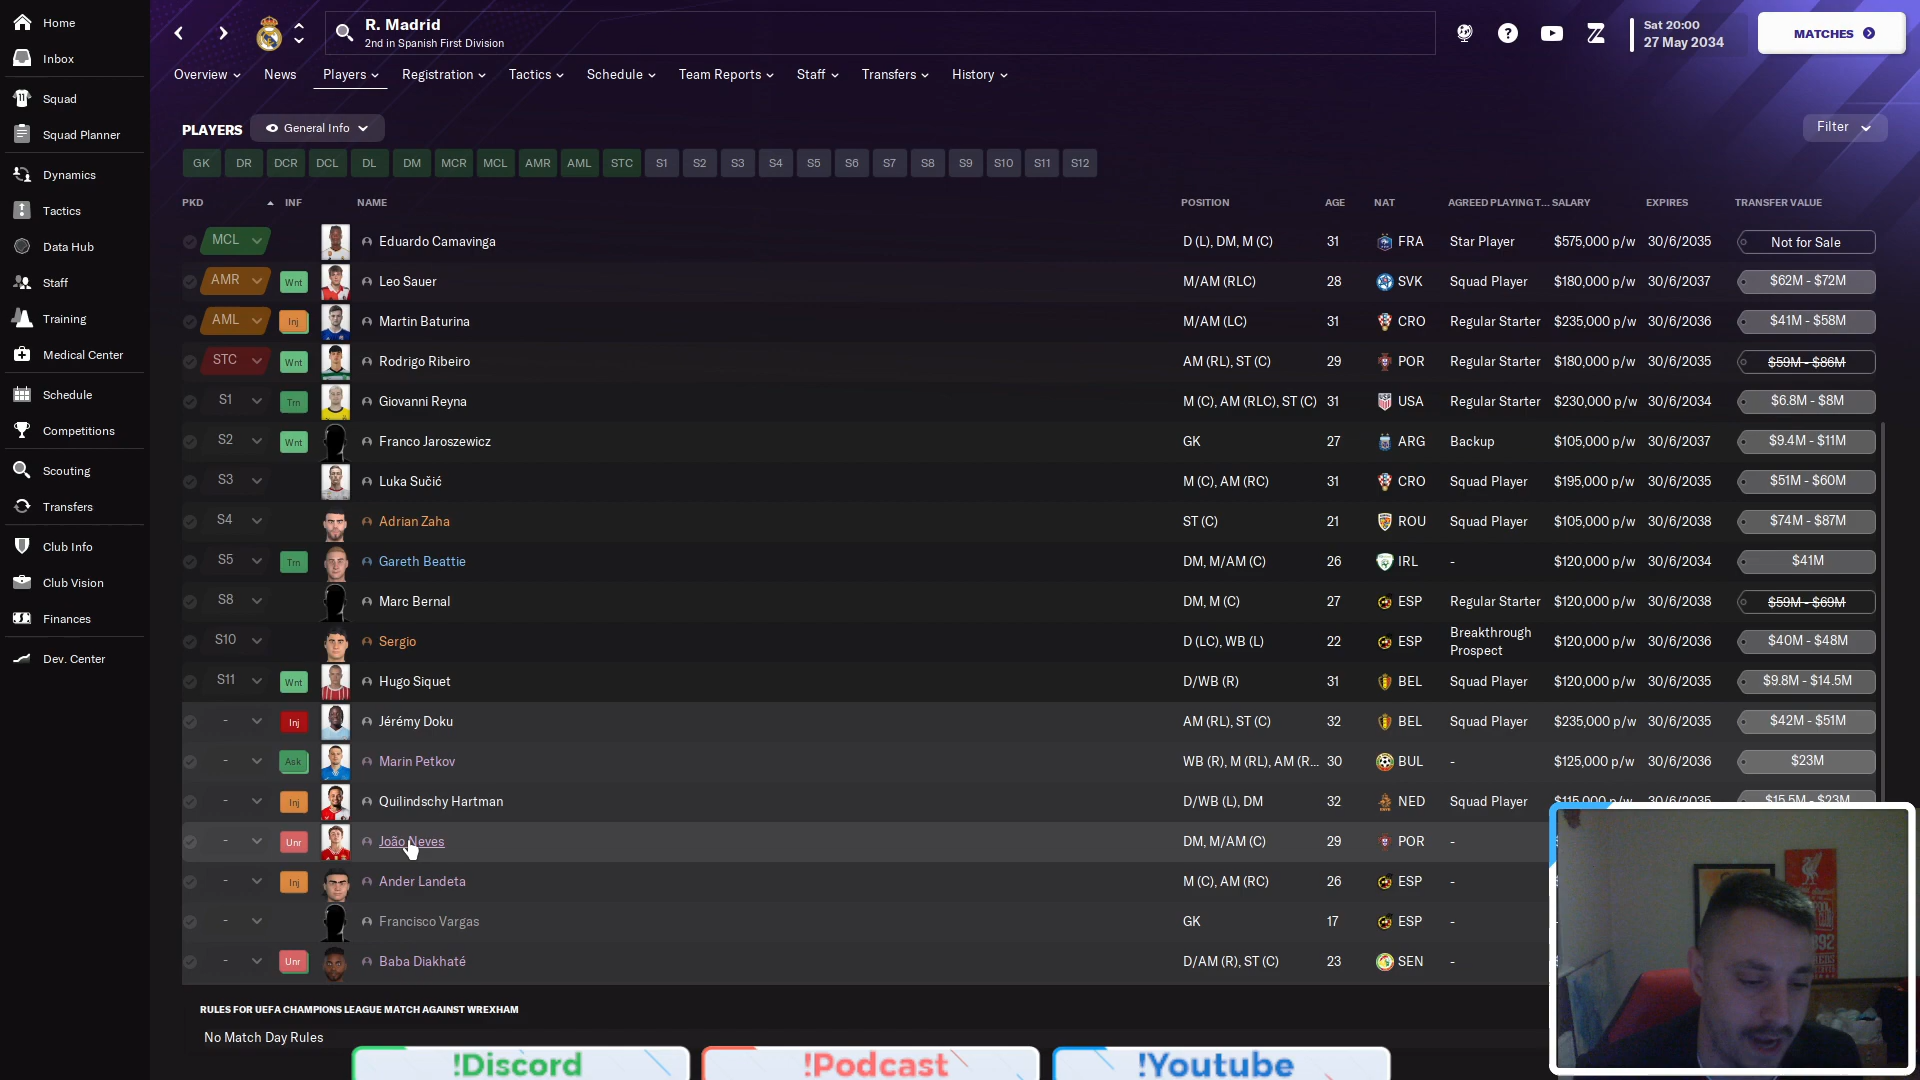 Home
Inbox
Squad
Squad Planner
Dynamics
Tactics
Data Hub
Staff
Training
Medical Center
Schedule
Competitions
Scouting
Transfers
Club Info
Club Vision
Finances
Dev. Center
R. Madrid
2nd in Spanish First Division
Sat 20:00
27 May 2034
MATCHES
Overview News Players Registration Tactics Schedule Team Reports Staff Transfers History
PLAYERS General Info Filter
GK DR DCR DCL DL DM MCR MCL AMR AML STC S1 S2 S3 S4 S5 S6 S7 S8 S9 S10 S11 S12
PKD INF NAME POSITION AGE NAT AGREED PLAYING T... SALARY EXPIRES TRANSFER VALUE
MCL Eduardo Camavinga D (L), DM, M (C) 31 FRA Star Player $575,000 p/w 30/6/2035 Not for Sale
AMR Wnt Leo Sauer M/AM (RLC) 28 SVK Squad Player $180,000 p/w 30/6/2037 $62M - $72M
AML Inj Martin Baturina M/AM (LC) 31 CRO Regular Starter $235,000 p/w 30/6/2036 $41M - $58M
STC Wnt Rodrigo Ribeiro AM (RL), ST (C) 29 POR Regular Starter $180,000 p/w 30/6/2035 $59M - $86M
S1 Trn Giovanni Reyna M (C), AM (RLC), ST (C) 31 USA Regular Starter $230,000 p/w 30/6/2034 $6.8M - $8M
S2 Wnt Franco Jaroszewicz GK 27 ARG Backup $105,000 p/w 30/6/2037 $9.4M - $11M
S3 Luka Sučić M (C), AM (RC) 31 CRO Squad Player $195,000 p/w 30/6/2035 $51M - $60M
S4 Adrian Zaha ST (C) 21 ROU Squad Player $105,000 p/w 30/6/2038 $74M - $87M
S5 Trn Gareth Beattie DM, M/AM (C) 26 IRL - $120,000 p/w 30/6/2034 $41M
S8 Marc Bernal DM, M (C) 27 ESP Regular Starter $120,000 p/w 30/6/2038 $59M - $69M
S10 Sergio D (LC), WB (L) 22 ESP Breakthrough Prospect $120,000 p/w 30/6/2036 $40M - $48M
S11 Wnt Hugo Siquet D/WB (R) 31 BEL Squad Player $120,000 p/w 30/6/2035 $9.8M - $14.5M
- Inj Jérémy Doku AM (RL), ST (C) 32 BEL Squad Player $235,000 p/w 30/6/2035 $42M - $51M
- Ask Marin Petkov WB (R), M (RL), AM (R... 30 BUL - $125,000 p/w 30/6/2036 $23M
- Inj Quilindschy Hartman D/WB (L), DM 32 NED Squad Player $115,000 p/w 30/6/2035 $15.5M - $23M
- Unr João Neves DM, M/AM (C) 29 POR -
- Inj Ander Landeta M (C), AM (RC) 26 ESP -
- Francisco Vargas GK 17 ESP -
- Unr Baba Diakhaté D/AM (R), ST (C) 23 SEN -
RULES FOR UEFA CHAMPIONS LEAGUE MATCH AGAINST WREXHAM
No Match Day Rules
!Discord !Podcast !Youtube